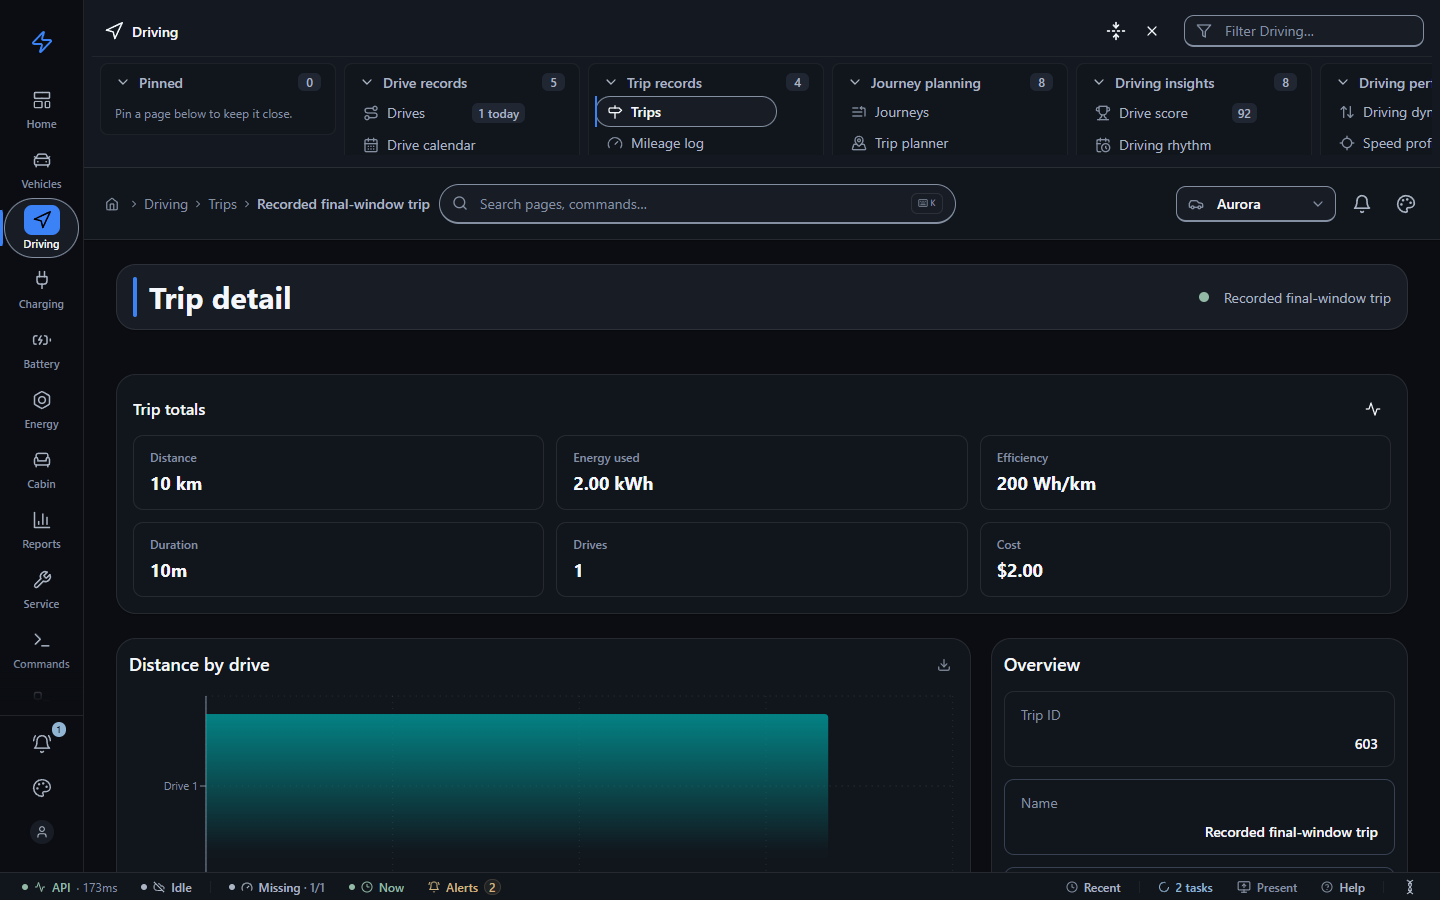 Driving
Filter Driving...
Pinned 0
Pin a page below to keep it close.
Drive records 5
Drives 1 today
Drive calendar
Trip records 4
Trips
Mileage log
Journey planning 8
Journeys
Trip planner
Driving insights 8
Drive score 92
Driving rhythm
Driving per
Driving dyn
Speed prof
Home
Vehicles
Driving
Charging
Battery
Energy
Cabin
Reports
Service
Commands
1
Driving > Trips > Recorded final-window trip
Search pages, commands...
K
Aurora
Trip detail
Recorded final-window trip
Trip totals
Distance
10 km
Energy used
2.00 kWh
Efficiency
200 Wh/km
Duration
10m
Drives
1
Cost
$2.00
Distance by drive
Drive 1
Overview
Trip ID
603
Name
Recorded final-window trip
API · 173ms
Idle
Missing · 1/1
Now
Alerts 2
Recent
2 tasks
Present
Help